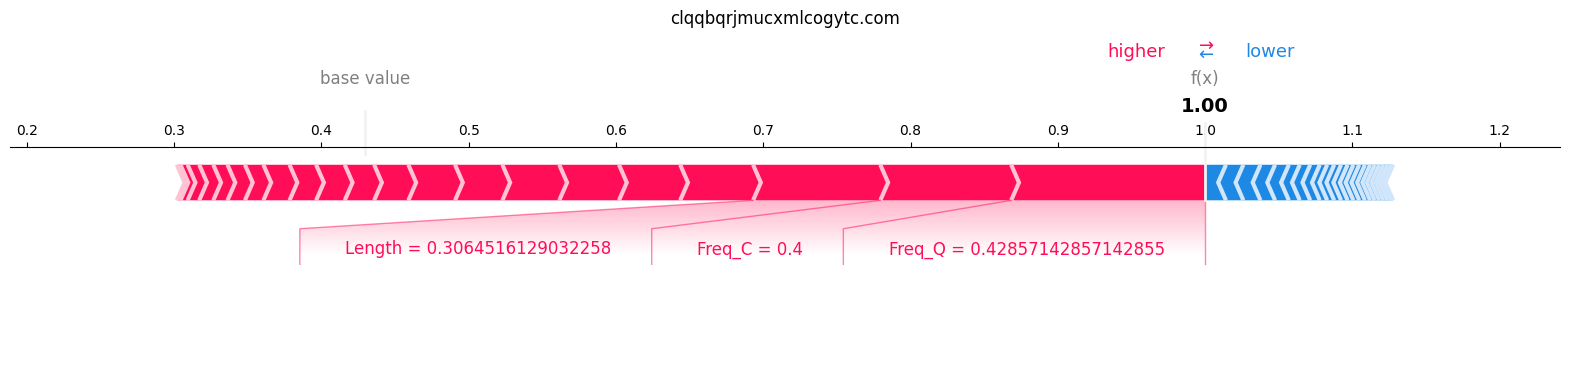 clqqbqrjmucxmlcogytc.com
higher → ← lower
base value f(x)
1.00
0.2 0.3 0.4 0.5 0.6 0.7 0.8 0.9 1.0 1.1 1.2
Length = 0.3064516129032258 Freq_C = 0.4 Freq_Q = 0.42857142857142855